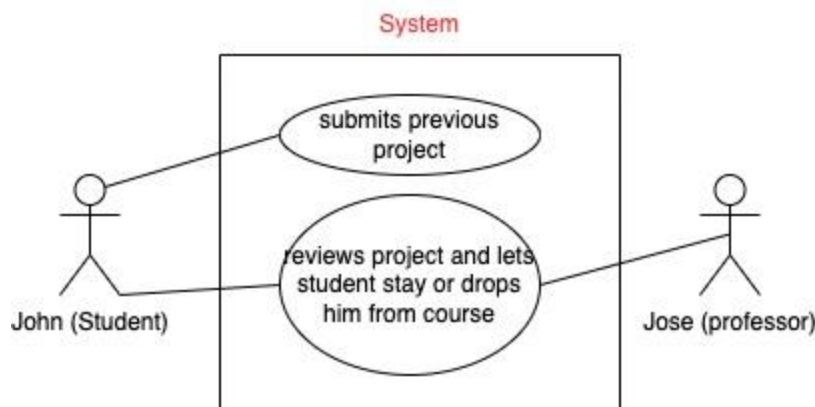 System
submits previous
project
reviews project and lets
student stay or drops
him from course
John (Student)
Jose (professor)